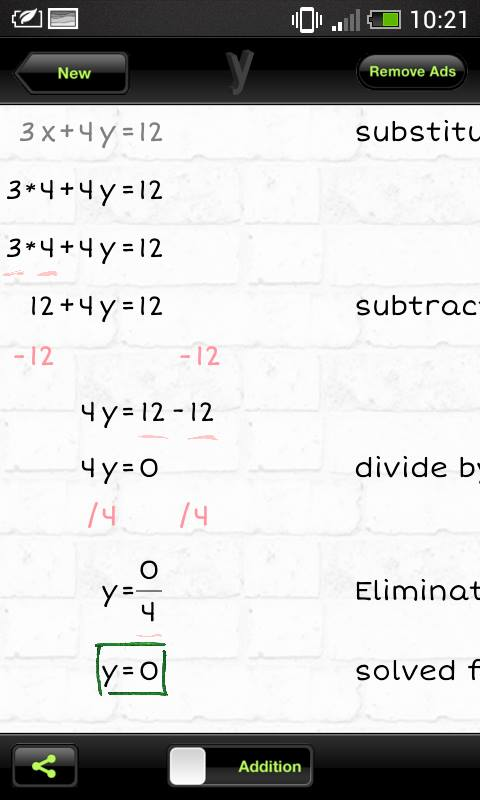 10:21
New y Remove Ads
3x+4y=12 substitu
3*4+4y=12
3*4+4y=12
12+4y=12 subtract
-12 -12
4y=12-12
4y=0 divide by
/4 /4
y=0/4 Eliminat
y=0 solved f
Addition